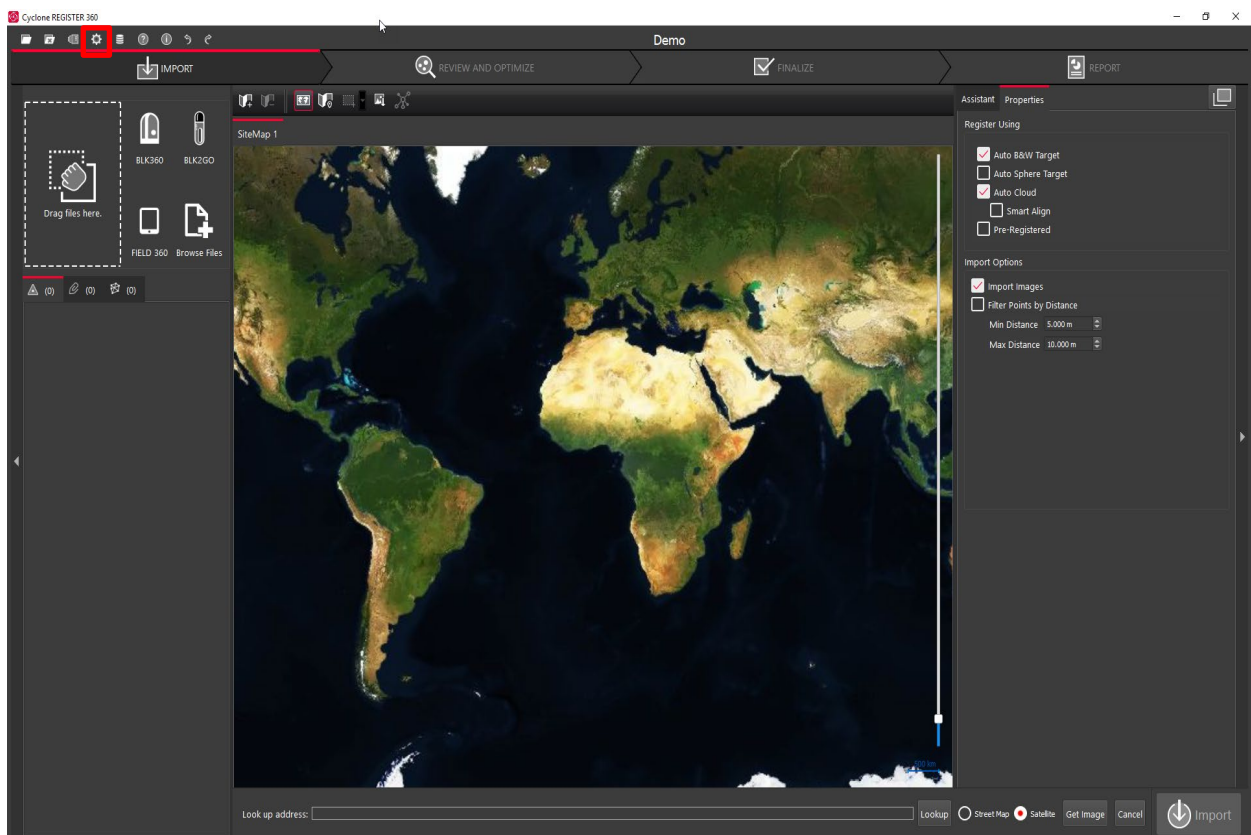 Cyclone REGISTER 360
Demo
IMPORT
REVIEW AND OPTIMIZE
FINALIZE
REPORT
Drag files here.
BLK360
BLK2GO
FIELD 360
Browse Files
(0)
(0)
(0)
SiteMap 1
500 km
Look up address:
Lookup
Street Map
Satellite
Get Image
Cancel
Import
Assistant
Properties
Register Using
Auto B&W Target
Auto Sphere Target
Auto Cloud
Smart Align
Pre-Registered
Import Options
Import Images
Filter Points by Distance
Min Distance 5.000 m
Max Distance 10.000 m